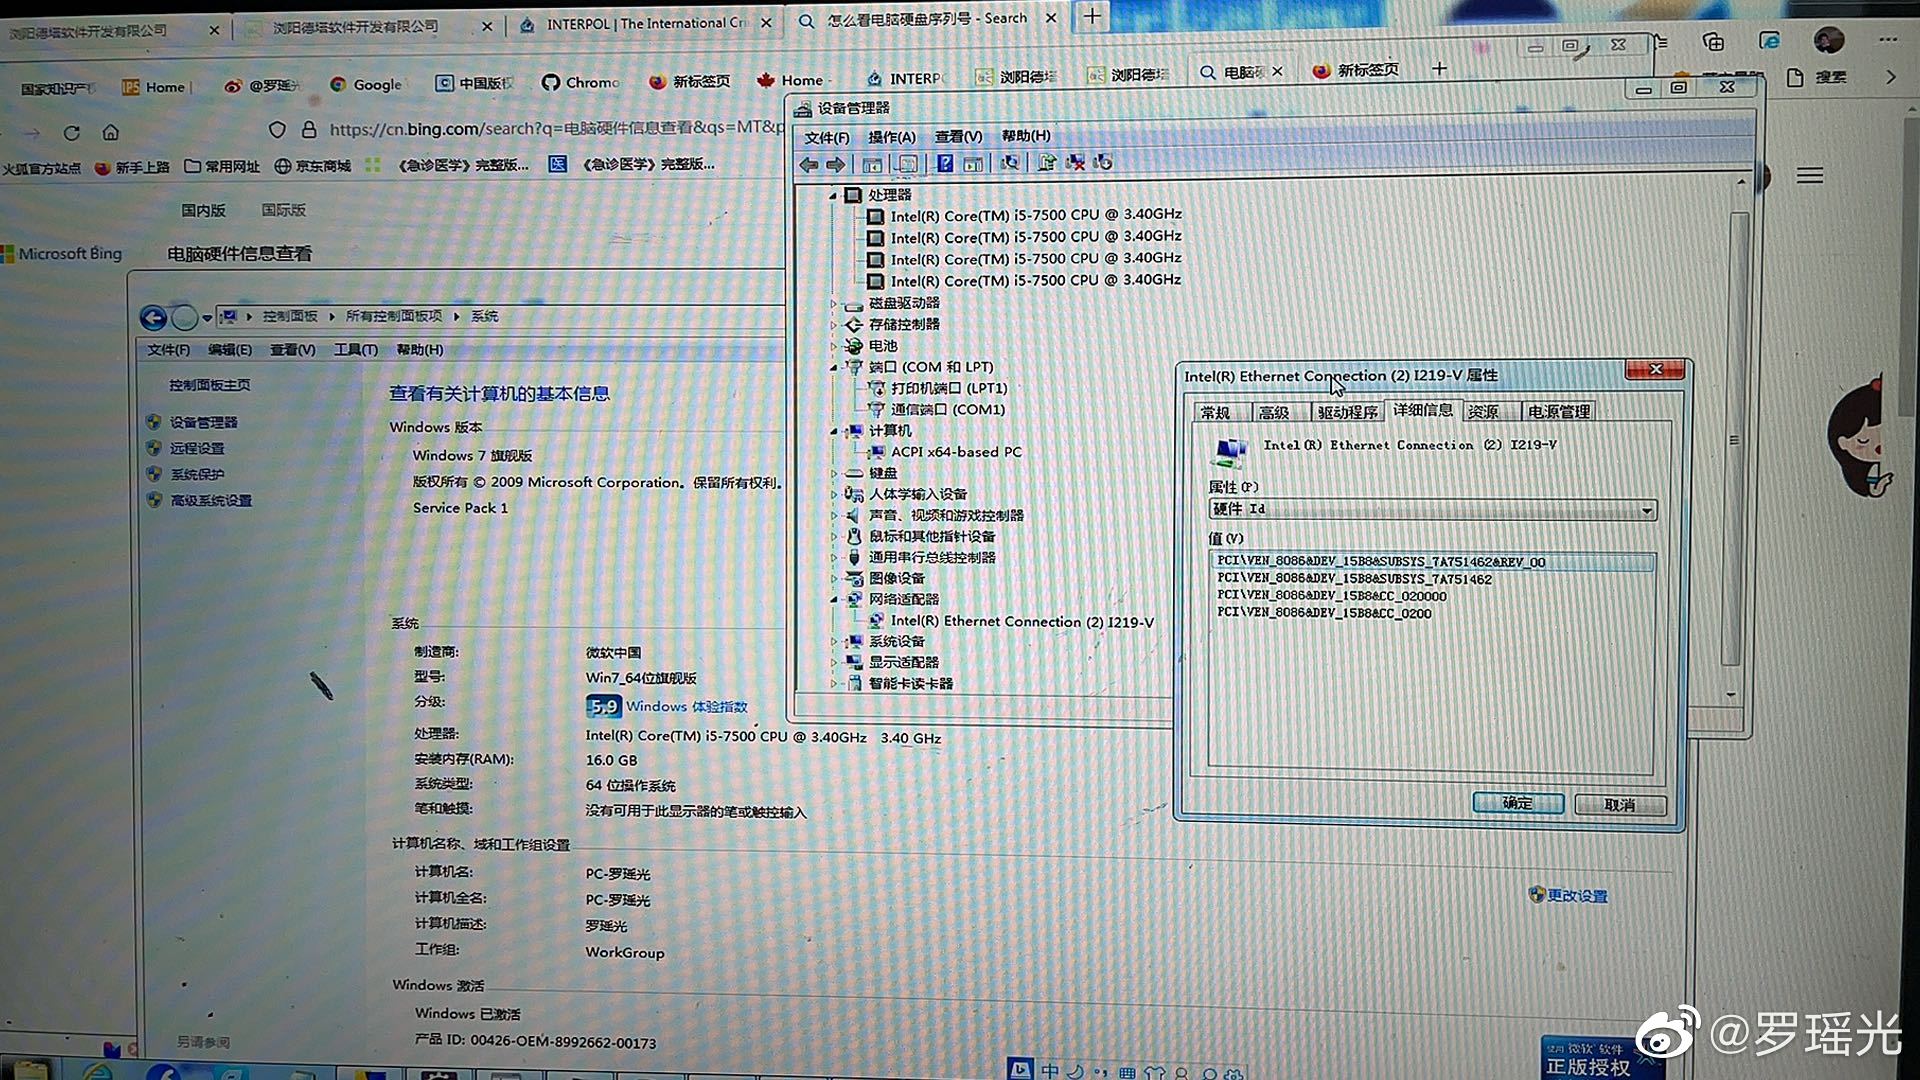 浏阳德塔软件开发有限公司
浏阳德塔软件开发有限公司
INTERPOL | The International Cri
怎么看电脑硬盘序列号 - Search
国家知识产
Home
@罗瑶光
Google
中国版权
Chromo
新标签页
Home -
INTERPO
浏阳德塔
浏阳德塔
电脑硬
新标签页
搜索
https://cn.bing.com/search?q=电脑硬件信息查看&qs=MT&p
火狐官方站点
新手上路
常用网址
京东商城
《急诊医学》完整版...
《急诊医学》完整版...
国内版
国际版
Microsoft Bing
电脑硬件信息查看
控制面板
所有控制面板项
系统
文件(F)
编辑(E)
查看(V)
工具(T)
帮助(H)
控制面板主页
设备管理器
远程设置
系统保护
高级系统设置
另请参阅
查看有关计算机的基本信息
Windows 版本
Windows 7 旗舰版
版权所有 © 2009 Microsoft Corporation。保留所有权利。
Service Pack 1
系统
制造商: 微软中国
型号: Win7_64位旗舰版
分级: 5.9 Windows 体验指数
处理器: Intel(R) Core(TM) i5-7500 CPU @ 3.40GHz 3.40 GHz
安装内存(RAM): 16.0 GB
系统类型: 64 位操作系统
笔和触摸: 没有可用于此显示器的笔或触控输入
计算机名称、域和工作组设置
计算机名: PC-罗瑶光
更改设置
计算机全名: PC-罗瑶光
计算机描述: 罗瑶光
工作组: WorkGroup
Windows 激活
Windows 已激活
产品 ID: 00426-OEM-8992662-00173
使用 微软 软件
正版授权
设备管理器
文件(F)
操作(A)
查看(V)
帮助(H)
处理器
Intel(R) Core(TM) i5-7500 CPU @ 3.40GHz
Intel(R) Core(TM) i5-7500 CPU @ 3.40GHz
Intel(R) Core(TM) i5-7500 CPU @ 3.40GHz
Intel(R) Core(TM) i5-7500 CPU @ 3.40GHz
磁盘驱动器
存储控制器
电池
端口 (COM 和 LPT)
打印机端口 (LPT1)
通信端口 (COM1)
计算机
ACPI x64-based PC
键盘
人体学输入设备
声音、视频和游戏控制器
鼠标和其他指针设备
通用串行总线控制器
图像设备
网络适配器
Intel(R) Ethernet Connection (2) I219-V
系统设备
显示适配器
智能卡读卡器
Intel(R) Ethernet Connection (2) I219-V 属性
常规
高级
驱动程序
详细信息
资源
电源管理
Intel(R) Ethernet Connection (2) I219-V
属性(P)
硬件 Id
值(V)
PCI\VEN_8086&DEV_15B8&SUBSYS_7A751462&REV_00
PCI\VEN_8086&DEV_15B8&SUBSYS_7A751462
PCI\VEN_8086&DEV_15B8&CC_020000
PCI\VEN_8086&DEV_15B8&CC_0200
确定
取消
中
@罗瑶光